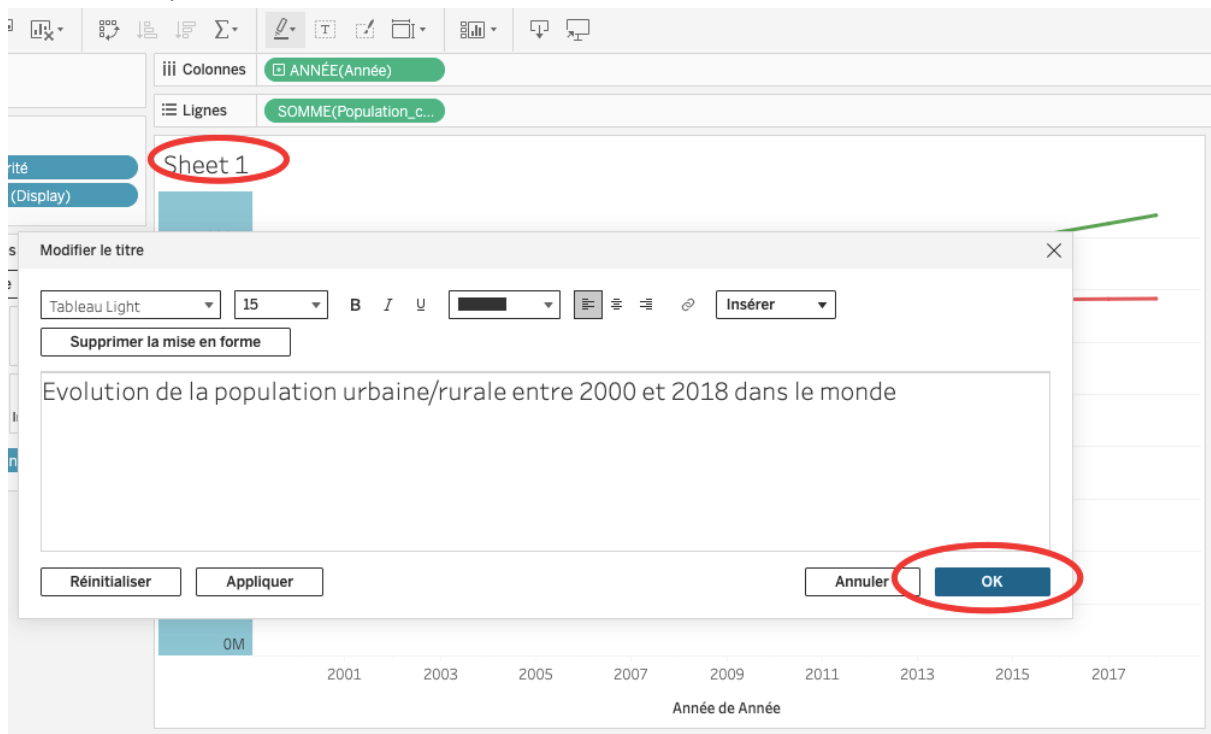 iii Colonnes
ANNÉE(Année)
Lignes
SOMME(Population_c...
Sheet 1
(Display)
Modifier le titre
Tableau Light
15
B I U
Insérer
Supprimer la mise en forme
Evolution de la population urbaine/rurale entre 2000 et 2018 dans le monde
Réinitialiser
Appliquer
Annuler
OK
0M
2001 2003 2005 2007 2009 2011 2013 2015 2017
Année de Année